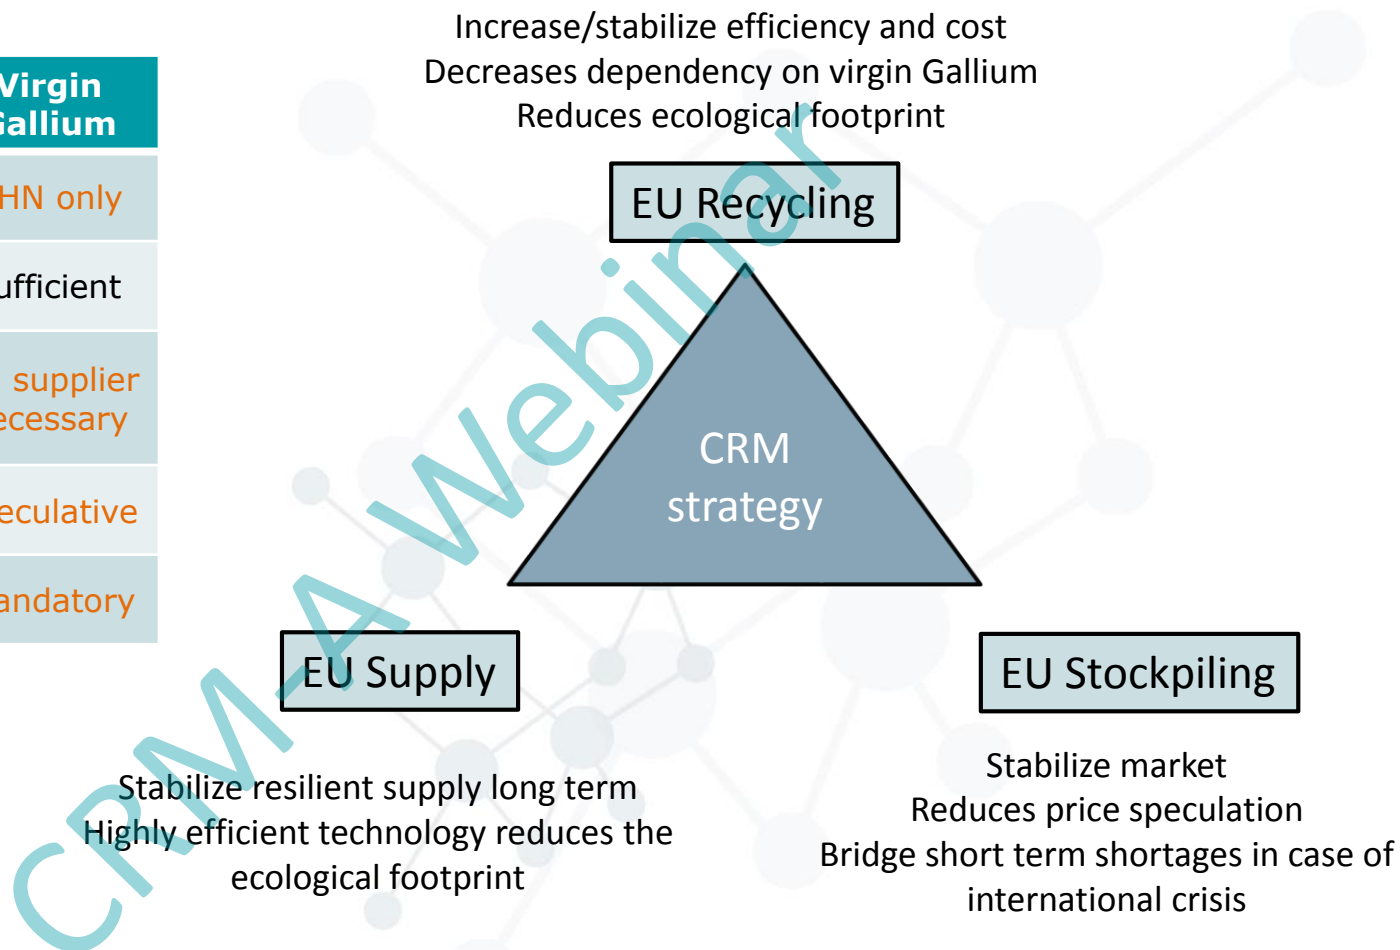 Increase/stabilize efficiency and cost
Decreases dependency on virgin Gallium
Reduces ecological footprint
Virgin
Gallium
HN only
ufficient
supplier
ecessary
eculative
andatory
EU Recycling
CRM
strategy
EU Supply
Stabilize resilient supply long term
Highly efficient technology reduces the
ecological footprint
EU Stockpiling
Stabilize market
Reduces price speculation
Bridge short term shortages in case of
international crisis
CRM-A Webinar